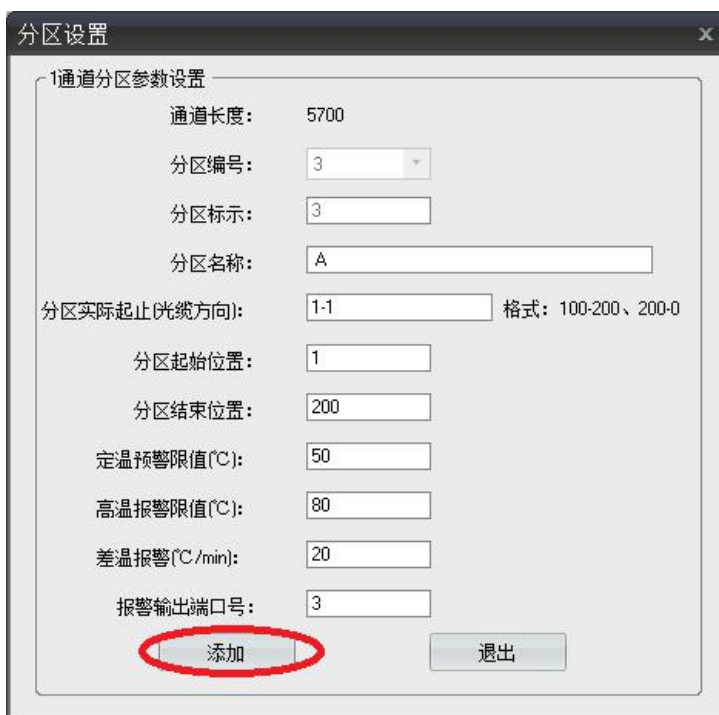 分区设置 x
1通道分区参数设置
通道长度: 5700
分区编号: 3
分区标示: 3
分区名称: A
分区实际起止(光缆方向): 1-1 格式: 100-200、200-0
分区起始位置: 1
分区结束位置: 200
定温预警限值(℃): 50
高温报警限值(℃): 80
差温报警(℃/min): 20
报警输出端口号: 3
添加 退出